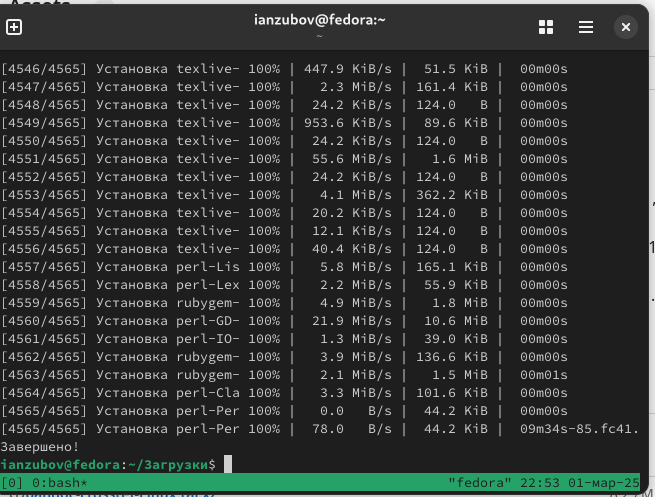 ianzubov@fedora:~
~
[4546/4565] Установка texlive- 100% | 447.9 KiB/s |  51.5 KiB |  00m00s
[4547/4565] Установка texlive- 100% |   2.3 MiB/s | 161.4 KiB |  00m00s
[4548/4565] Установка texlive- 100% |  24.2 KiB/s | 124.0   B |  00m00s
[4549/4565] Установка texlive- 100% | 953.6 KiB/s |  89.6 KiB |  00m00s
[4550/4565] Установка texlive- 100% |  24.2 KiB/s | 124.0   B |  00m00s
[4551/4565] Установка texlive- 100% |  55.6 MiB/s |   1.6 MiB |  00m00s
[4552/4565] Установка texlive- 100% |  24.2 KiB/s | 124.0   B |  00m00s
[4553/4565] Установка texlive- 100% |   4.1 MiB/s | 362.2 KiB |  00m00s
[4554/4565] Установка texlive- 100% |  20.2 KiB/s | 124.0   B |  00m00s
[4555/4565] Установка texlive- 100% |  12.1 KiB/s | 124.0   B |  00m00s
[4556/4565] Установка texlive- 100% |  40.4 KiB/s | 124.0   B |  00m00s
[4557/4565] Установка perl-Lis 100% |   5.8 MiB/s | 165.1 KiB |  00m00s
[4558/4565] Установка perl-Lex 100% |   2.2 MiB/s |  55.9 KiB |  00m00s
[4559/4565] Установка rubygem- 100% |   4.9 MiB/s |   1.8 MiB |  00m00s
[4560/4565] Установка perl-GD- 100% |  21.9 MiB/s |  10.6 MiB |  00m00s
[4561/4565] Установка perl-IO- 100% |   1.3 MiB/s |  39.0 KiB |  00m00s
[4562/4565] Установка rubygem- 100% |   3.9 MiB/s | 136.6 KiB |  00m00s
[4563/4565] Установка rubygem- 100% |   2.1 MiB/s |   1.5 MiB |  00m01s
[4564/4565] Установка perl-Cla 100% |   3.3 MiB/s | 101.6 KiB |  00m00s
[4565/4565] Установка perl-Per 100% |   0.0   B/s |  44.2 KiB |  00m00s
[4565/4565] Установка perl-Per 100% |  78.0   B/s |  44.2 KiB |  09m34s-85.fc41.
Завершено!
ianzubov@fedora:~/Загрузки$
[0] 0:bash* "fedora" 22:53 01-мар-25